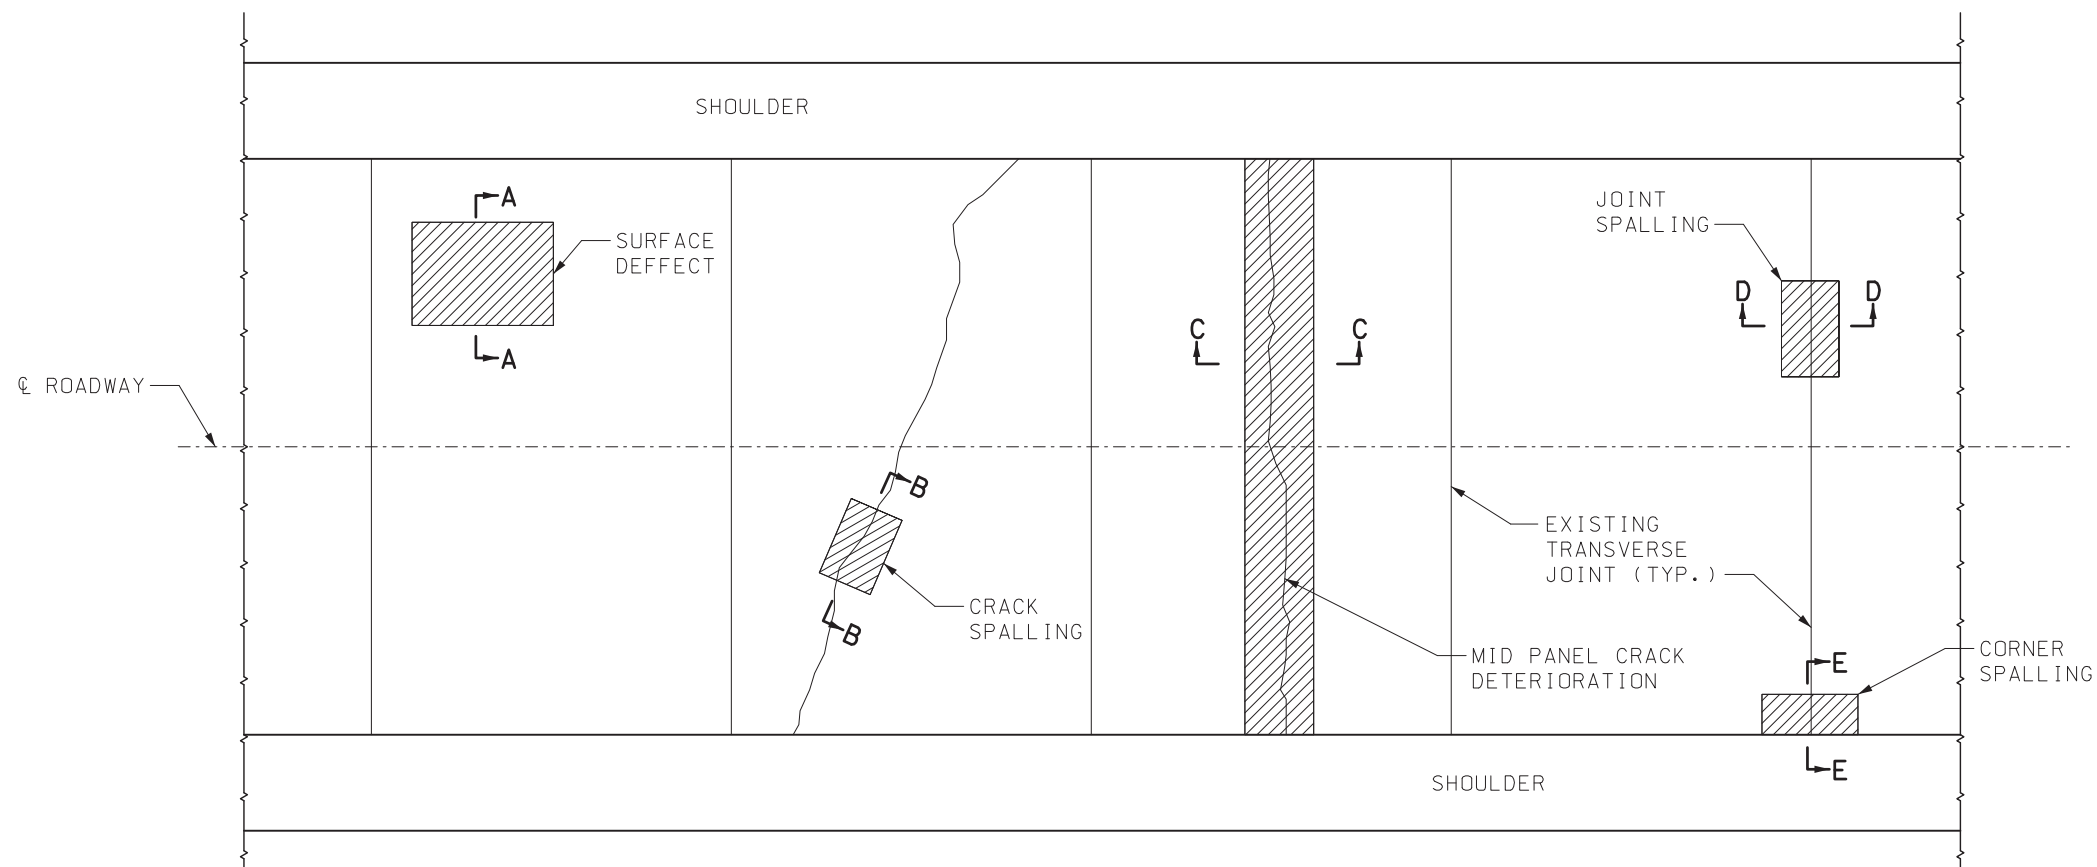 SHOULDER
A
SURFACE
DEFFECT
A
JOINT
SPALLING
D
D
C
C
℄ ROADWAY
B
B
CRACK
SPALLING
EXISTING
TRANSVERSE
JOINT (TYP.)
MID PANEL CRACK
DETERIORATION
E
CORNER
SPALLING
E
SHOULDER